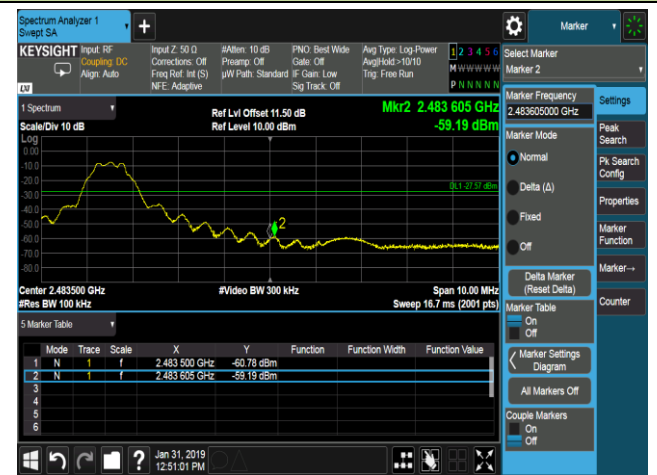 Spectrum Analyzer 1
Swept SA
Marker
KEYSIGHT
Input: RF
Coupling: DC
Align: Auto
Input Z: 50 Ω
Corrections: Off
Freq Ref: Int (S)
NFE: Adaptive
#Atten: 10 dB
Preamp: Off
µW Path: Standard
PNO: Best Wide
Gate: Off
IF Gain: Low
Sig Track: Off
Avg Type: Log-Power
Avg|Hold:>10/10
Trig: Free Run
1 2 3 4 5 6
M W W W W W
P N N N N N
LXI
Select Marker
Marker 2
1 Spectrum
Scale/Div 10 dB
Log
Ref Lvl Offset 11.50 dB
Ref Level 10.00 dBm
Mkr2 2.483 605 GHz
-59.19 dBm
0.00
-10.0
-20.0
-30.0
-40.0
-50.0
-60.0
-70.0
-80.0
DL1 -27.57 dBm
2
Center 2.483500 GHz
#Res BW 100 kHz
#Video BW 300 kHz
Span 10.00 MHz
Sweep 16.7 ms (2001 pts)
5 Marker Table
Mode Trace Scale X Y Function Function Width Function Value
1 N 1 f 2.483 500 GHz -60.78 dBm
2 N 1 f 2.483 605 GHz -59.19 dBm
3
4
5
6
Marker Frequency
2.483605000 GHz
Marker Mode
Normal
Delta (Δ)
Fixed
Off
Delta Marker
(Reset Delta)
Marker Table
On
Off
Marker Settings
Diagram
All Markers Off
Couple Markers
On
Off
Settings
Peak
Search
Pk Search
Config
Properties
Marker
Function
Marker→
Counter
?
Jan 31, 2019
12:51:01 PM